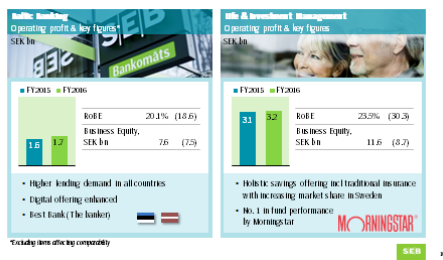 Baltic Banking
Operating profit & key figures*
SEK bn
SEB
Bankomats
FY2015 FY2016
1.6
1.7
RoBE 20.1% (18.6)
Business Equity,
SEK bn 7.6 (7.5)
• Higher lending demand in all countries
• Digital offering enhanced
• Best Bank (The banker)
*Excluding items affecting comparability
Life & Investment Management
Operating profit & key figures
SEK bn
FY2015 FY2016
3.1
3.2
RoBE 23.5% (30.3)
Business Equity,
SEK bn 11.6 (8.7)
• Holistic savings offering incl traditional insurance
with increasing market share in Sweden
• No. 1 in fund performance
by Morningstar
MORNINGSTAR®
SEB